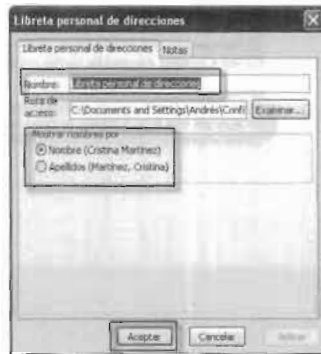 Libreta personal de direcciones
Libreta personal de direcciones Notas
Nombre: Libreta personal de direcciones
Ruta de acceso: C:\Documents and Settings\Andrés\Confi Examinar...
Mostrar nombres por
Nombre (Cristina Martínez)
Apellidos (Martínez, Cristina)
Aceptar Cancelar Aplicar